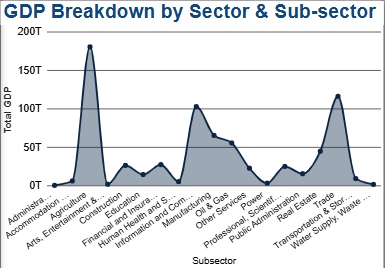 GDP Breakdown by Sector & Sub-sector
200T
150T
100T
50T
0T
Total GDP
Administra...
Accommodation ...
Agriculture
Arts, Entertainment &...
Construction
Education
Financial and Insura...
Human Health and S...
Information and Com...
Manufacturing
Oil & Gas
Other Services
Power
Professional, Scientif...
Public Administration
Real Estate
Trade
Transportation & Stor...
Water Supply, Waste ...
Subsector